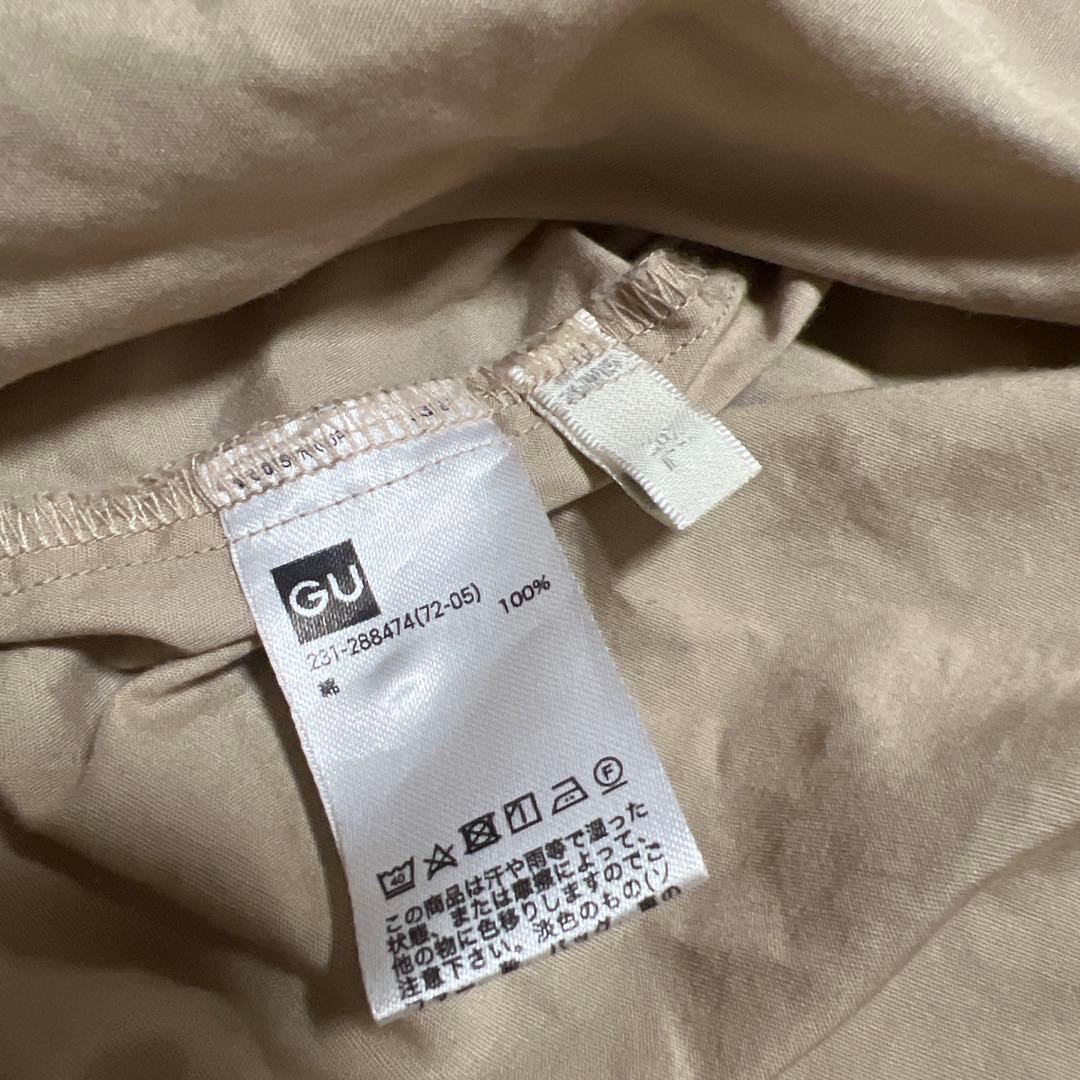 GU
231-288474(72-05)
綿 100%
40
F
この商品は汗や雨等で湿った
状態、または摩擦によって、
他の物に色移りしますのでご
注意下さい。淡色のもの(ソ